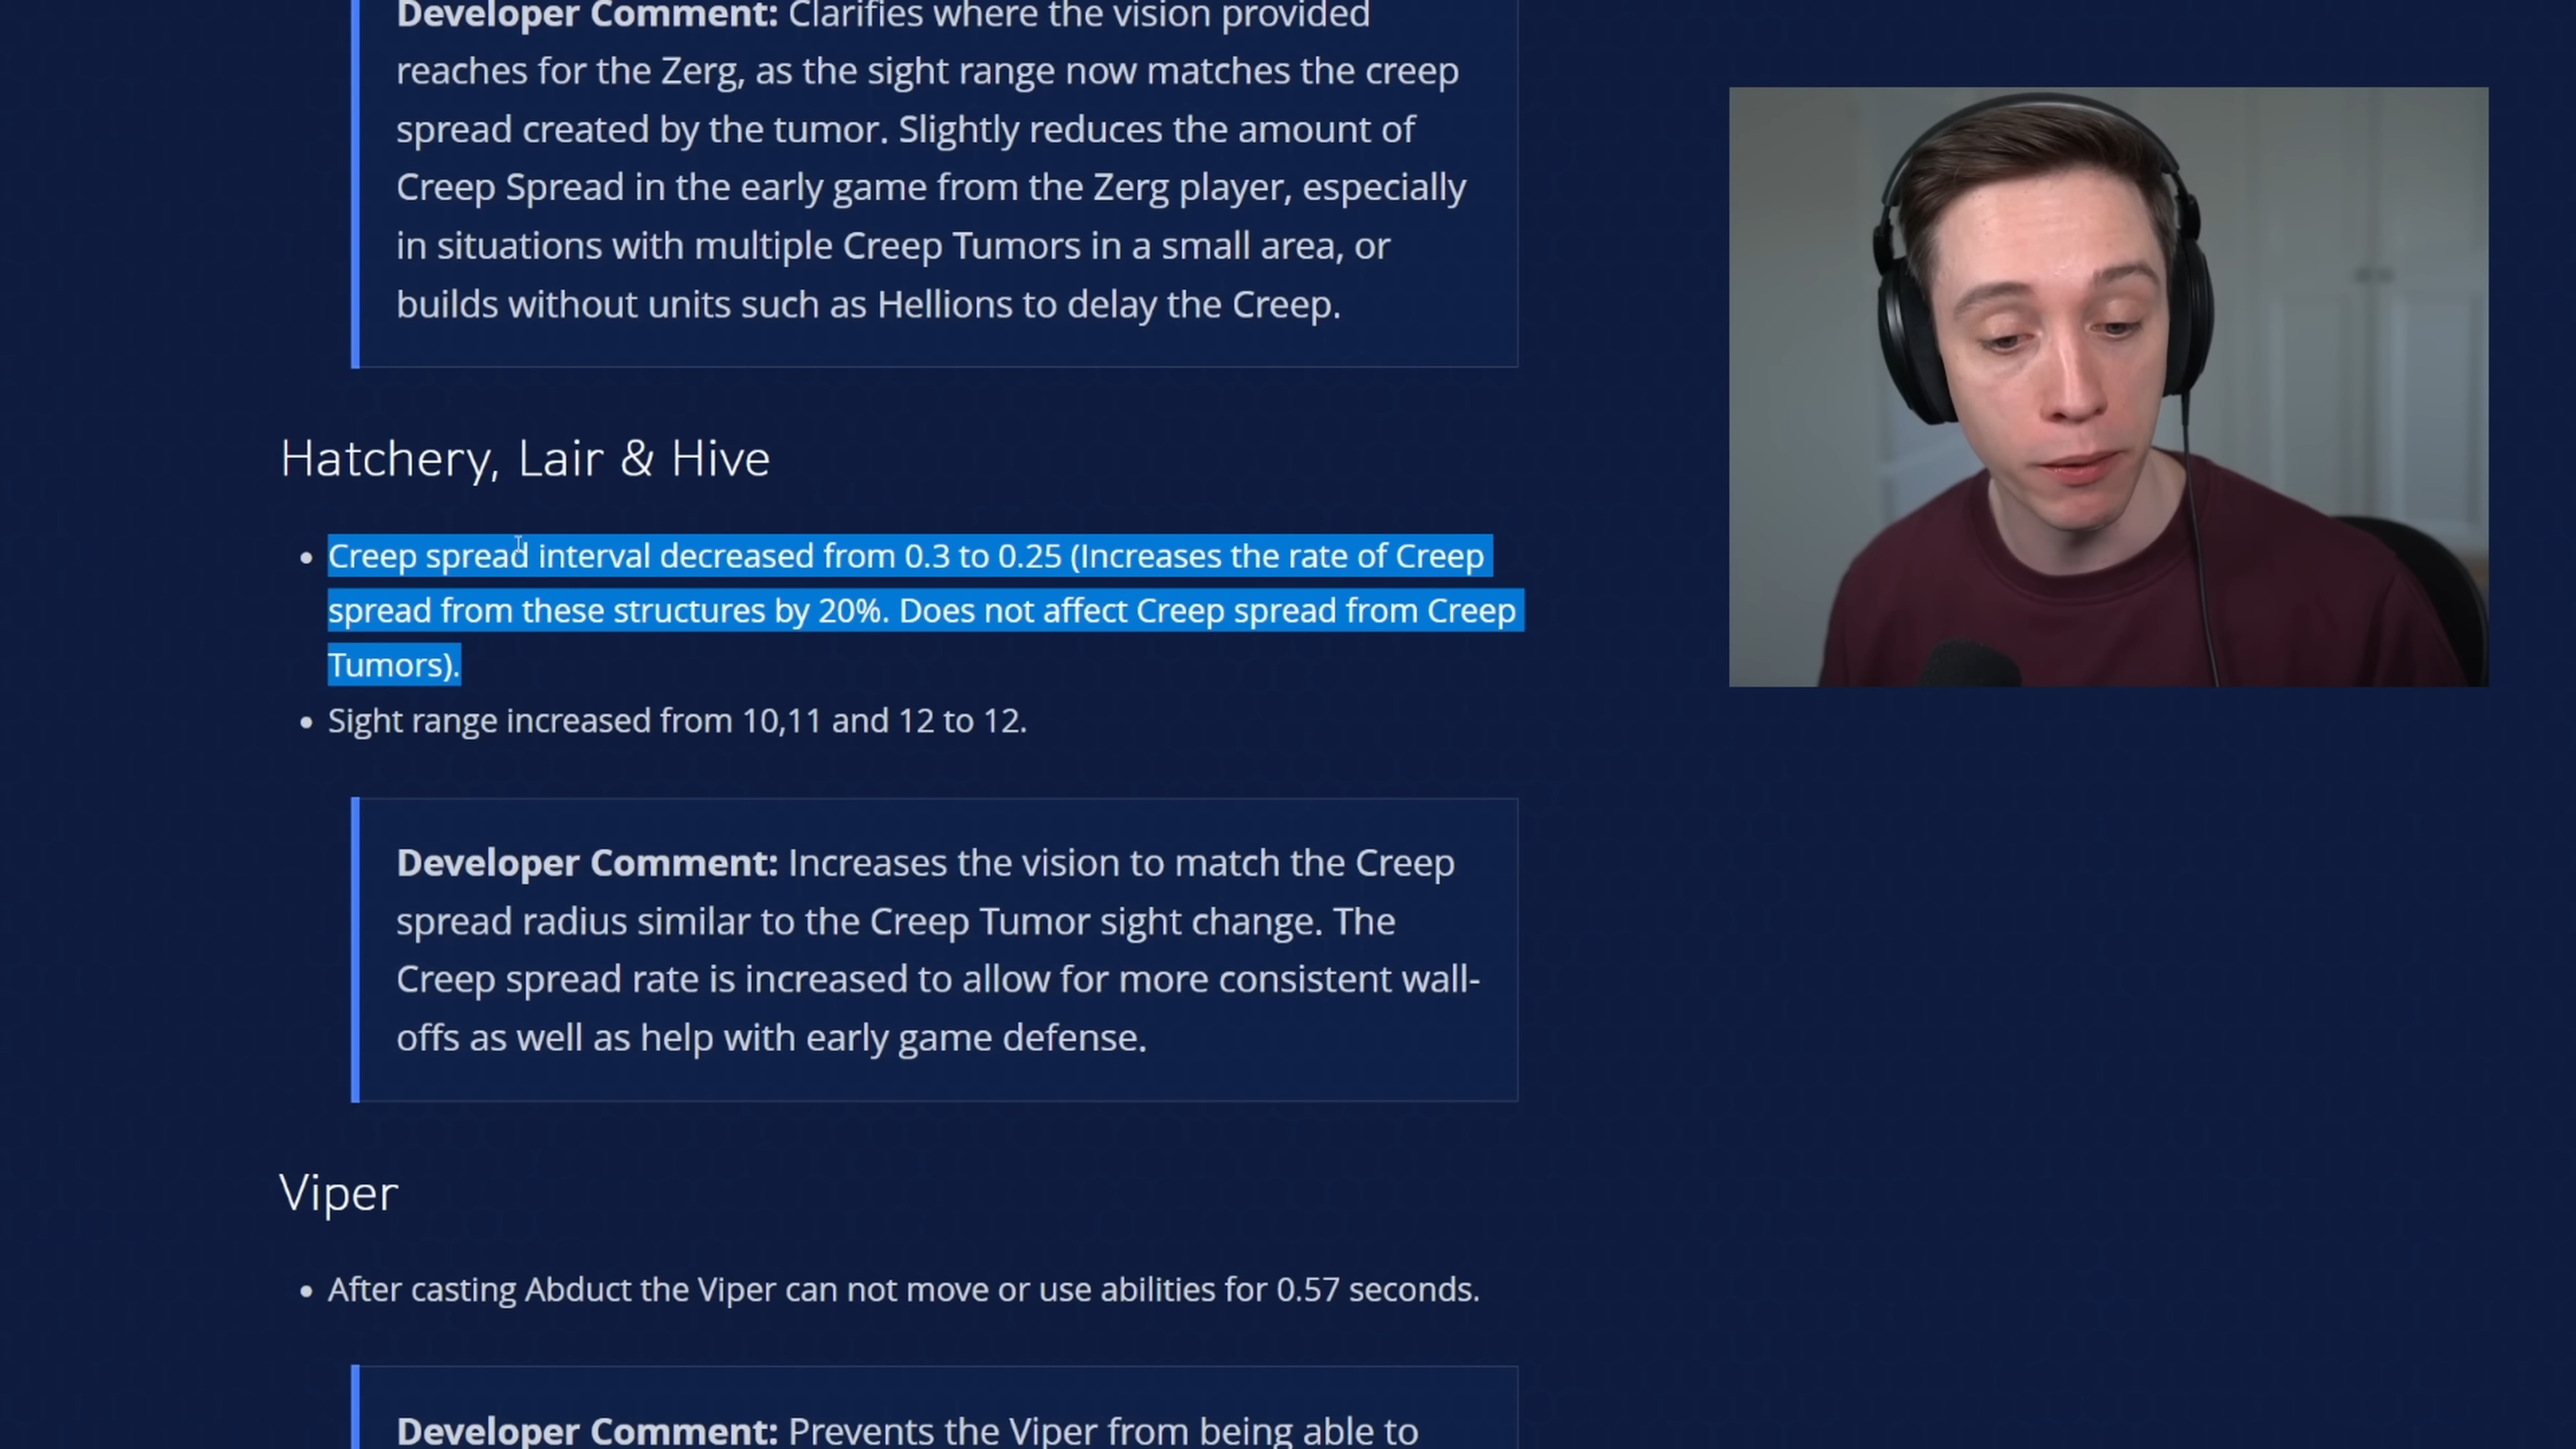 Developer Comment: Clarifies where the vision provided
reaches for the Zerg, as the sight range now matches the creep
spread created by the tumor. Slightly reduces the amount of
Creep Spread in the early game from the Zerg player, especially
in situations with multiple Creep Tumors in a small area, or
builds without units such as Hellions to delay the Creep.
Hatchery, Lair & Hive
• Creep spread interval decreased from 0.3 to 0.25 (Increases the rate of Creep
spread from these structures by 20%. Does not affect Creep spread from Creep
Tumors).
• Sight range increased from 10,11 and 12 to 12.
Developer Comment: Increases the vision to match the Creep
spread radius similar to the Creep Tumor sight change. The
Creep spread rate is increased to allow for more consistent wall-
offs as well as help with early game defense.
Viper
• After casting Abduct the Viper can not move or use abilities for 0.57 seconds.
Developer Comment: Prevents the Viper from being able to